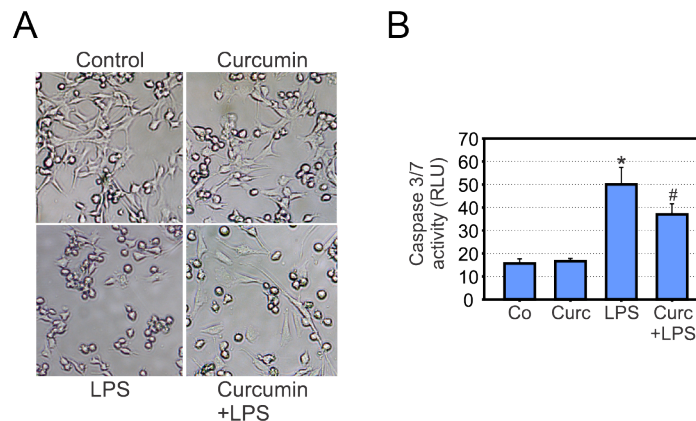 A
Control
Curcumin
LPS
Curcumin
+LPS
B
Caspase 3/7
activity (RLU)
70
60
50
40
30
20
10
0
*
#
Co
Curc
LPS
Curc
+LPS